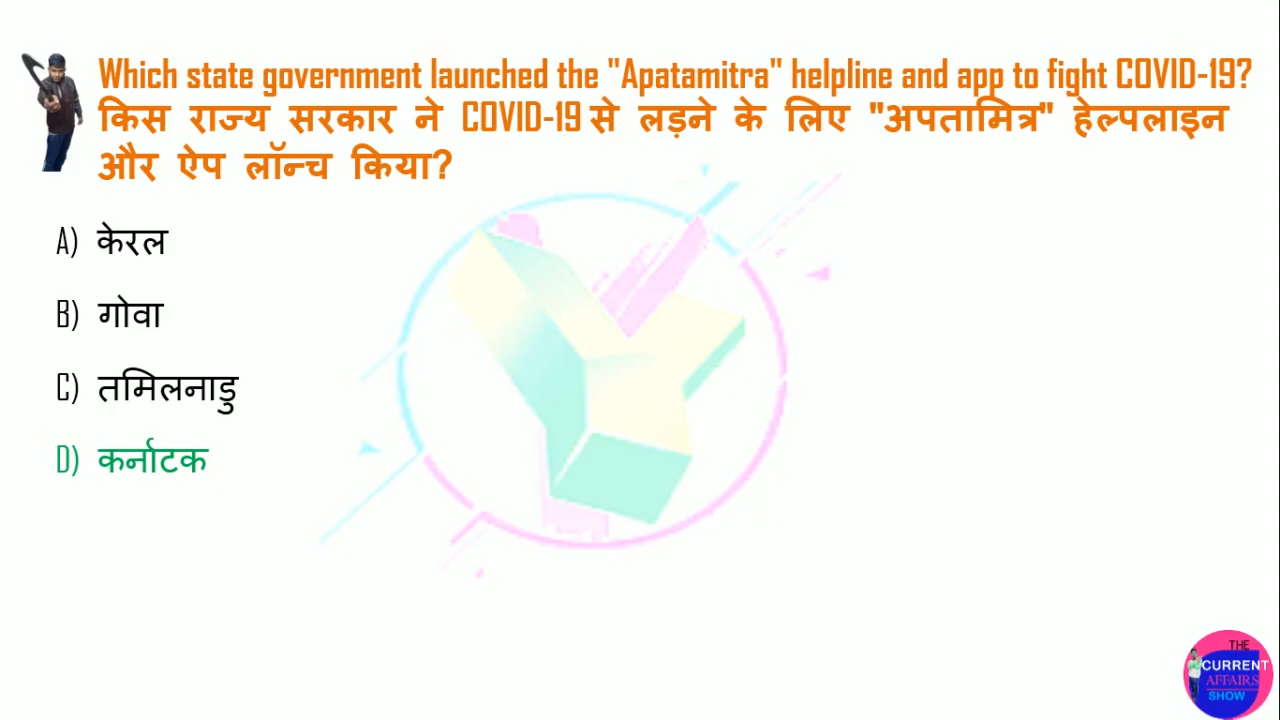 Which state government launched the "Apatamitra" helpline and app to fight COVID-19?
किस राज्य सरकार ने COVID-19 से लड़ने के लिए "अपतामित्र" हेल्पलाइन
और ऐप लॉन्च किया?
A) केरल
B) गोवा
C) तमिलनाडु
D) कर्नाटक
THE
CURRENT
AFFAIRS
SHOW